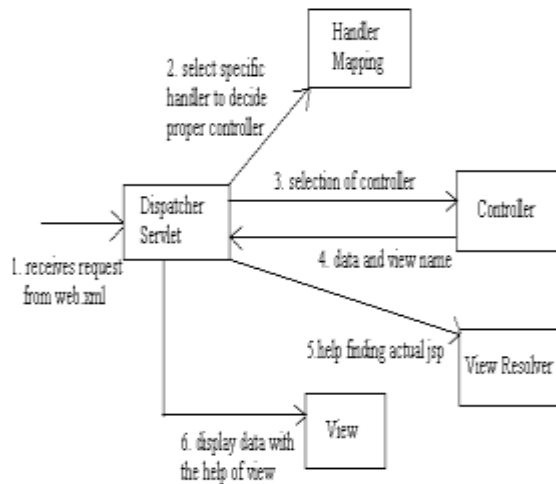 Handler
Mapping
2. select specific
handler to decide
proper controller
3. selection of controller
Dispatcher
Servlet
Controller
1. receives request
from web.xml
4. data and view name
5.help finding actual jsp
View Resolver
View
6. display data with
the help of view